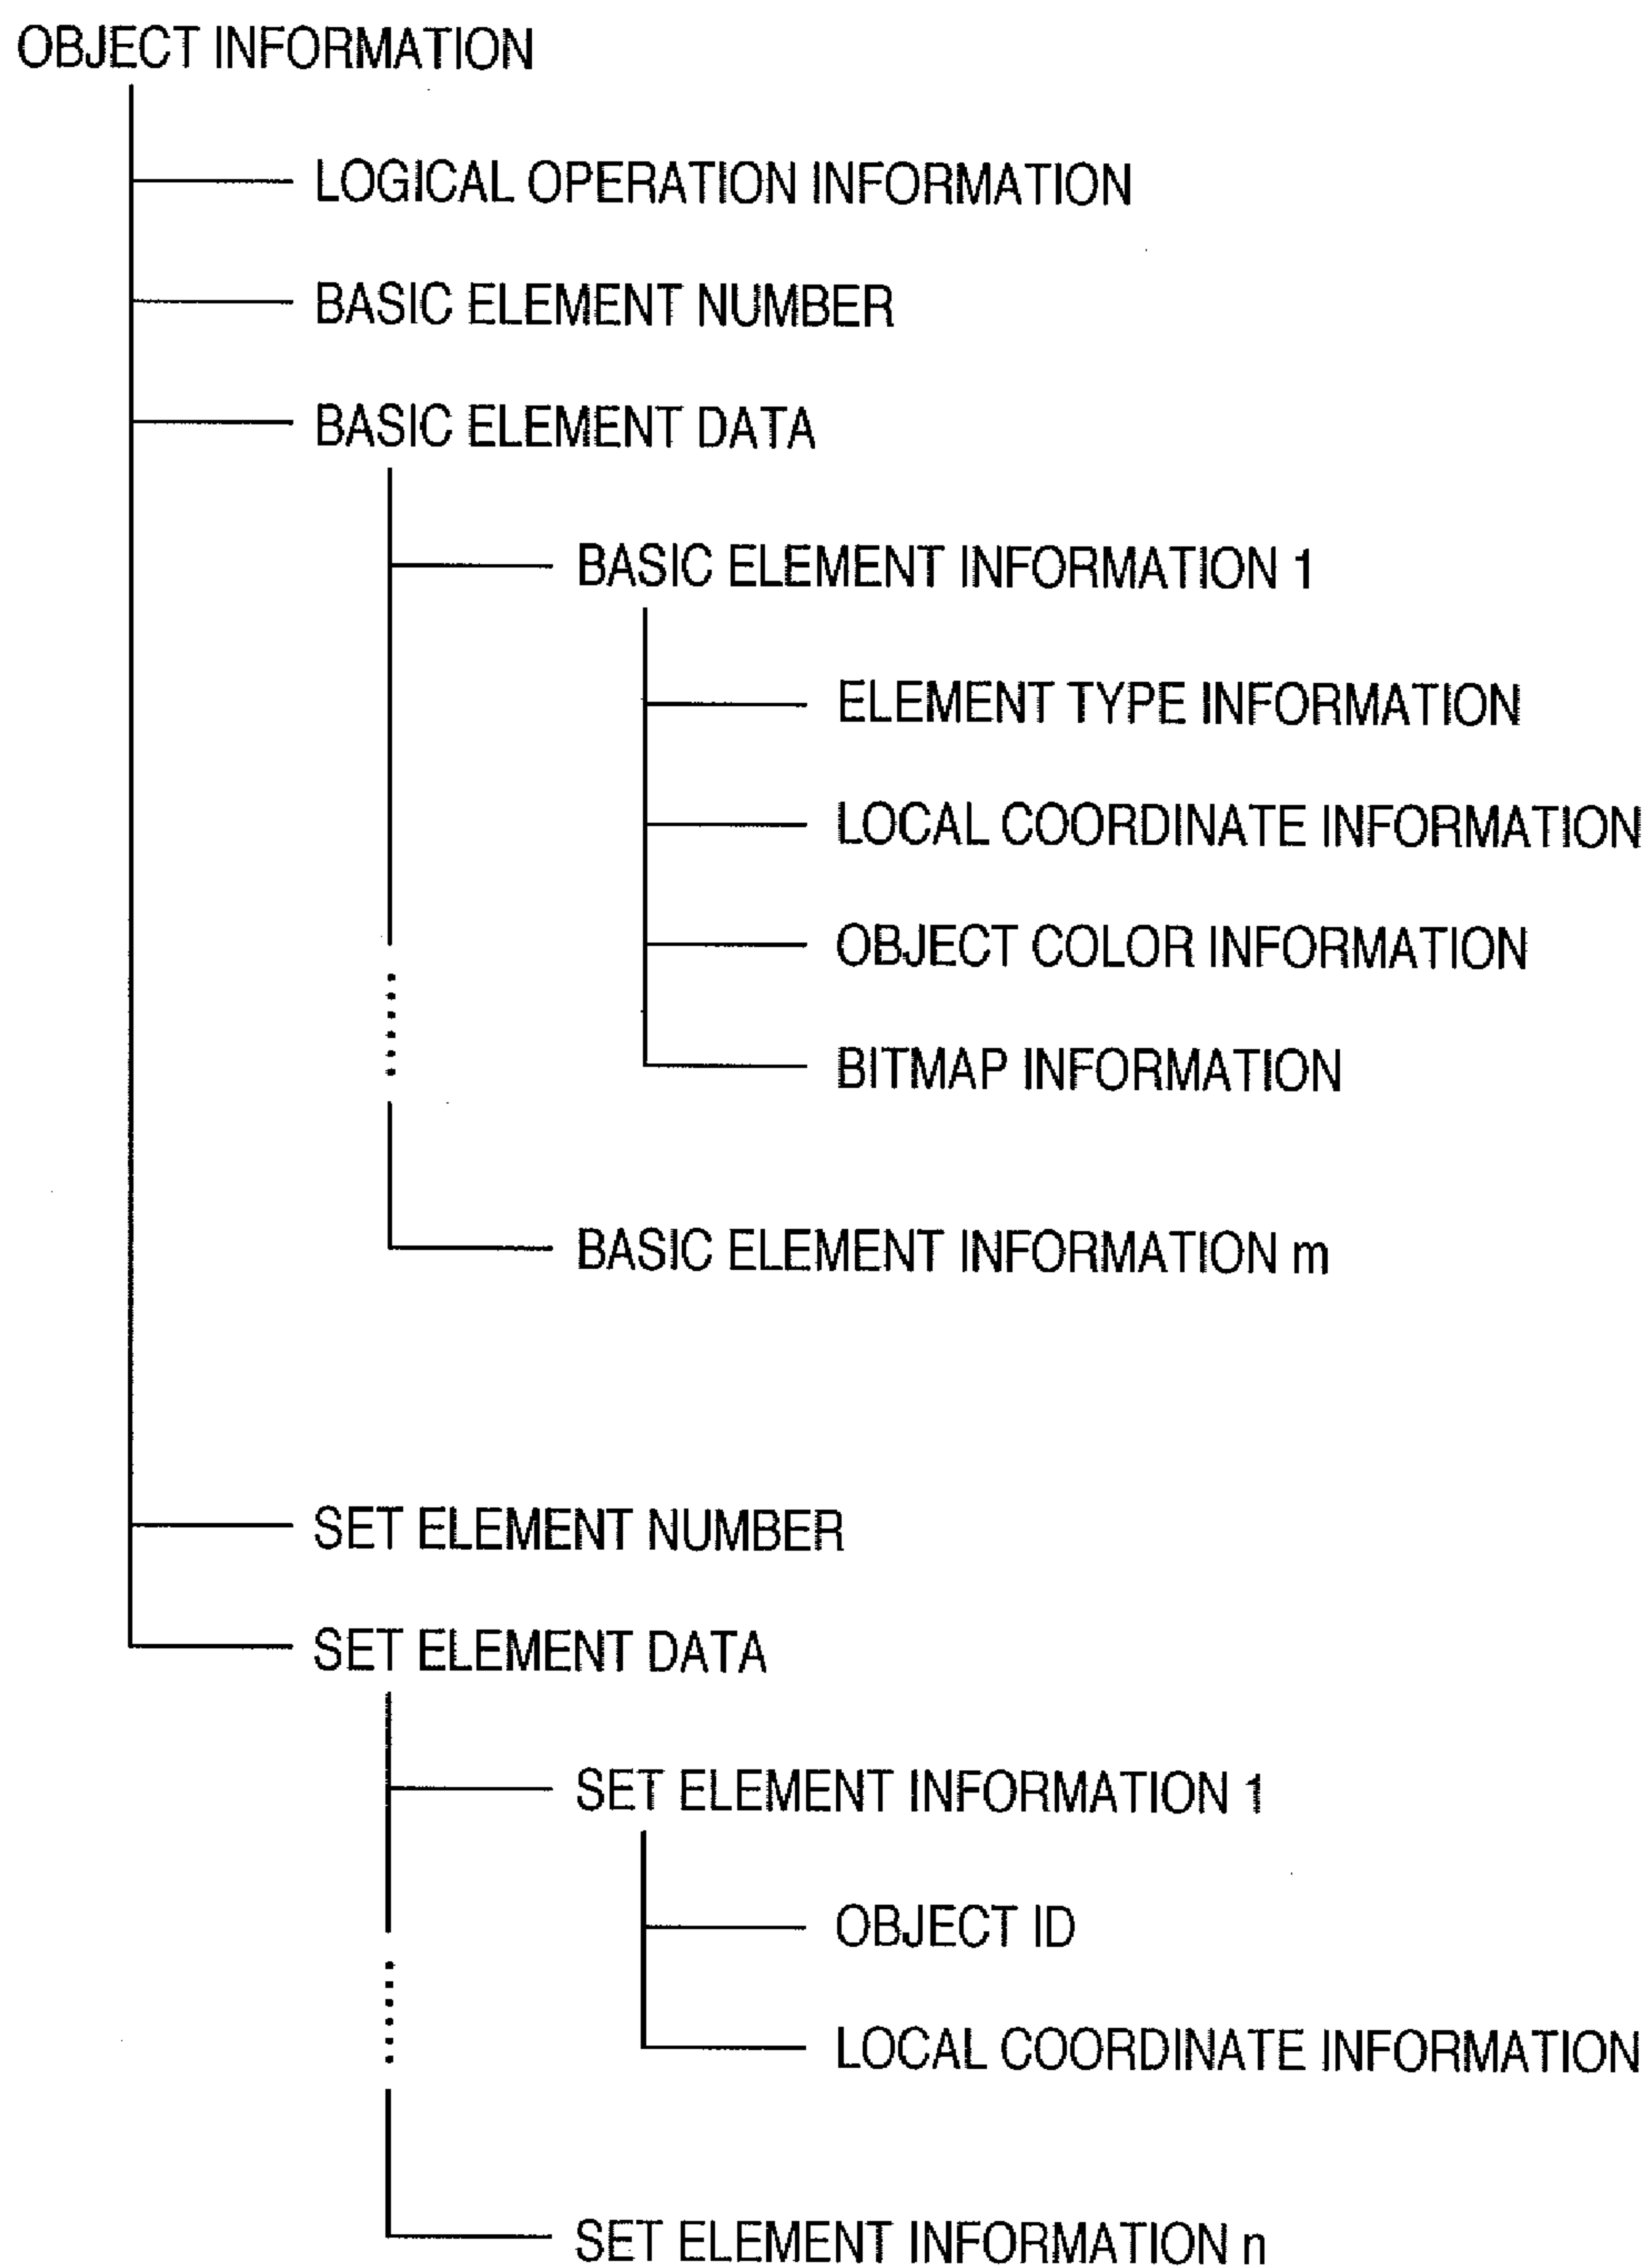 OBJECT INFORMATION
LOGICAL OPERATION INFORMATION
BASIC ELEMENT NUMBER
BASIC ELEMENT DATA
BASIC ELEMENT INFORMATION 1
ELEMENT TYPE INFORMATION
LOCAL COORDINATE INFORMATION
OBJECT COLOR INFORMATION
BITMAP INFORMATION
BASIC ELEMENT INFORMATION m
SET ELEMENT NUMBER
SET ELEMENT DATA
SET ELEMENT INFORMATION 1
OBJECT ID
LOCAL COORDINATE INFORMATION
SET ELEMENT INFORMATION n